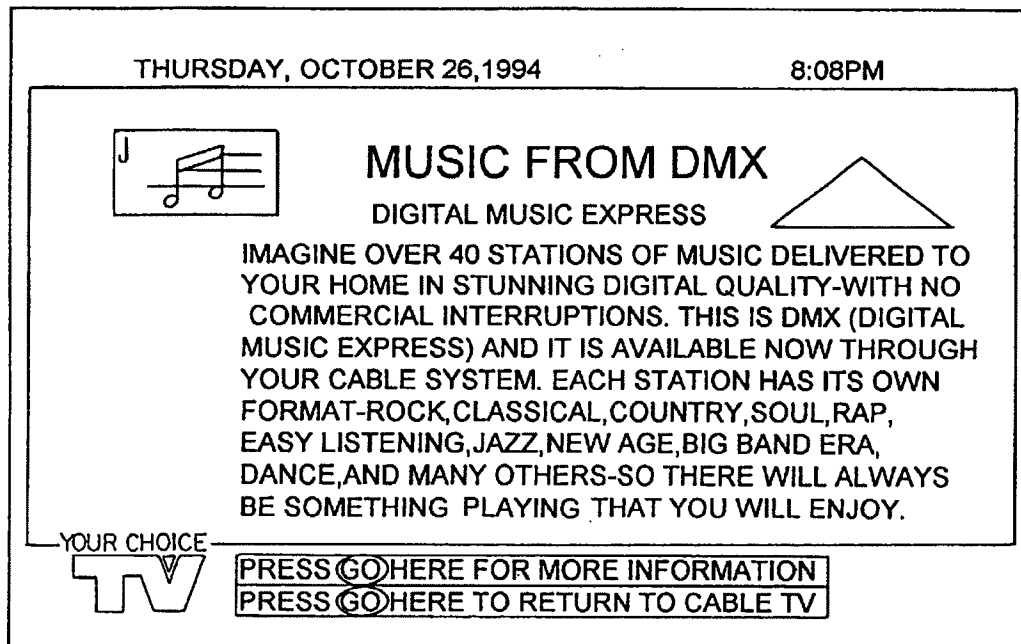 THURSDAY, OCTOBER 26,1994 8:08PM
J
MUSIC FROM DMX
DIGITAL MUSIC EXPRESS
IMAGINE OVER 40 STATIONS OF MUSIC DELIVERED TO
YOUR HOME IN STUNNING DIGITAL QUALITY-WITH NO
COMMERCIAL INTERRUPTIONS. THIS IS DMX (DIGITAL
MUSIC EXPRESS) AND IT IS AVAILABLE NOW THROUGH
YOUR CABLE SYSTEM. EACH STATION HAS ITS OWN
FORMAT-ROCK,CLASSICAL,COUNTRY,SOUL,RAP,
EASY LISTENING,JAZZ,NEW AGE,BIG BAND ERA,
DANCE,AND MANY OTHERS-SO THERE WILL ALWAYS
BE SOMETHING PLAYING THAT YOU WILL ENJOY.
YOUR CHOICE
TV
PRESS GO HERE FOR MORE INFORMATION
PRESS GO HERE TO RETURN TO CABLE TV